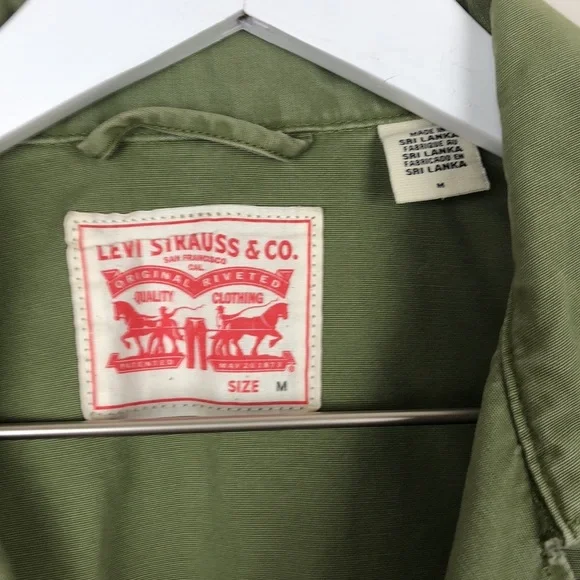 MADE IN
SRI LANKA
FABRIQUE AU
SRI LANKA
FABRICADO EN
SRI LANKA
M
LEVI STRAUSS & CO.
SAN FRANCISCO
CAL.
ORIGINAL RIVETED
QUALITY CLOTHING
PATENTED MAY 20 1873
®
SIZE M